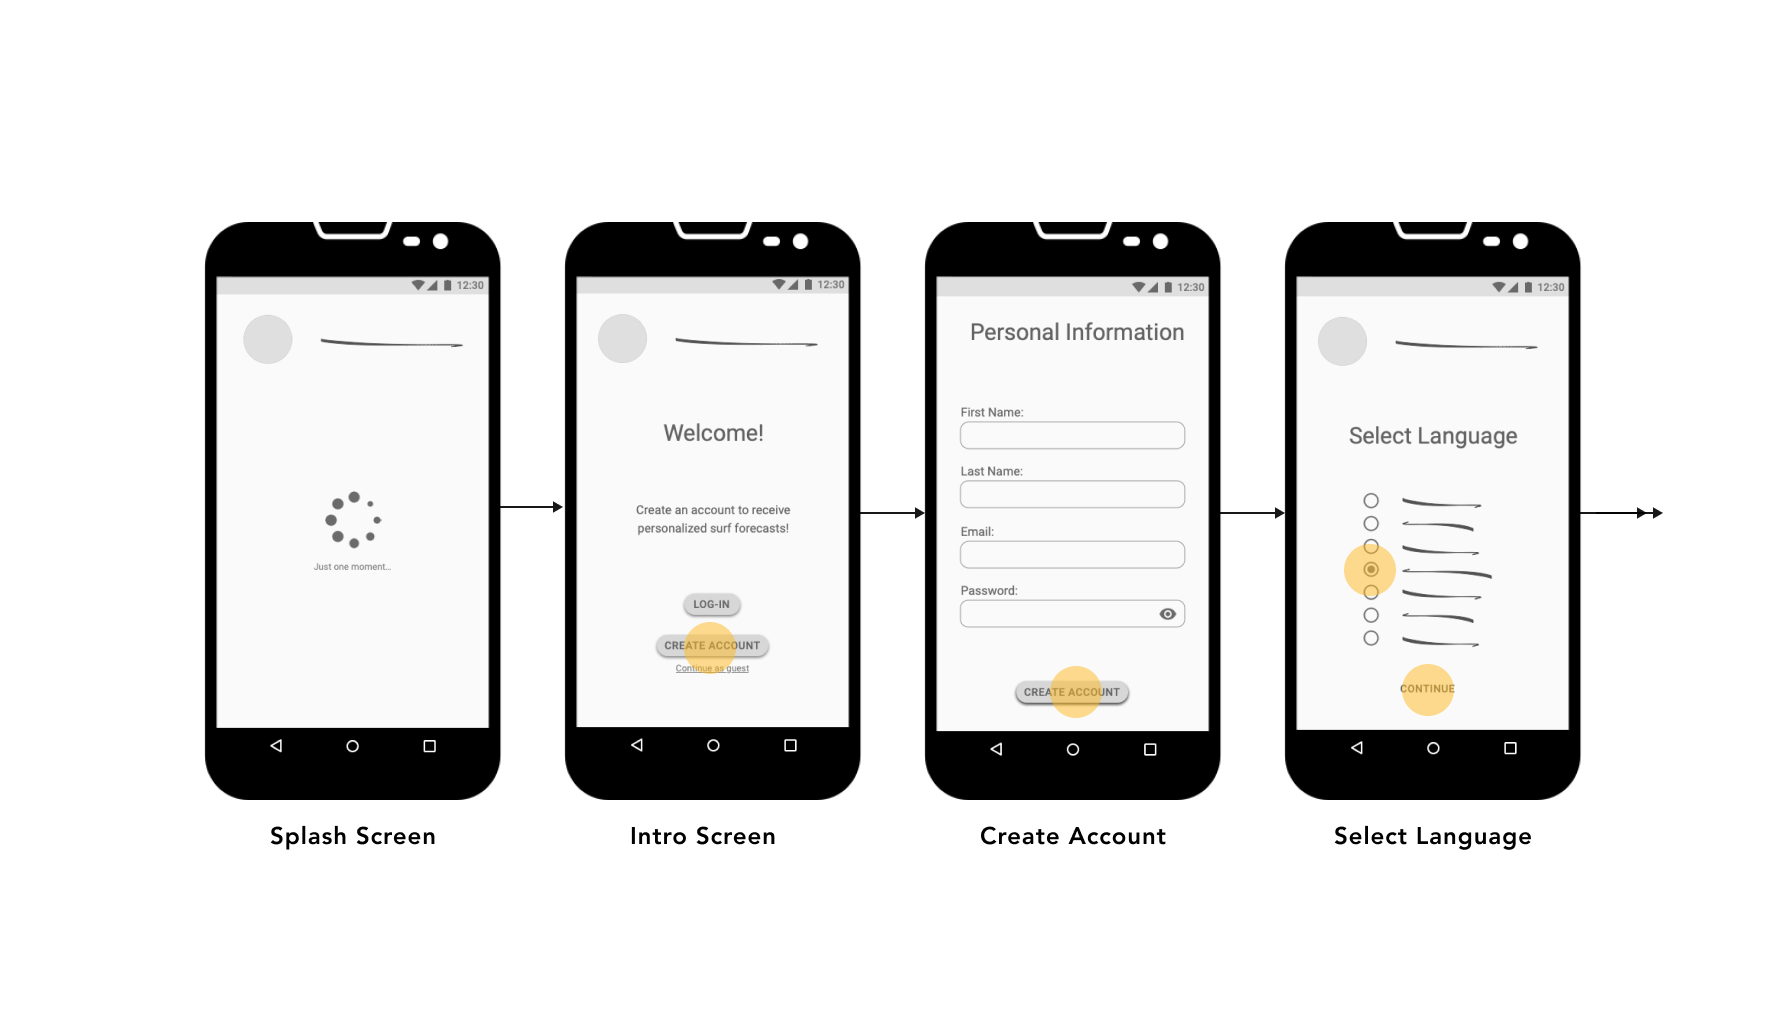 12:30
Just one moment...
Splash Screen
12:30
Welcome!
Create an account to receive
personalized surf forecasts!
LOG-IN
CREATE ACCOUNT
Continue as guest
Intro Screen
12:30
Personal Information
First Name:
Last Name:
Email:
Password:
CREATE ACCOUNT
Create Account
12:30
Select Language
CONTINUE
Select Language